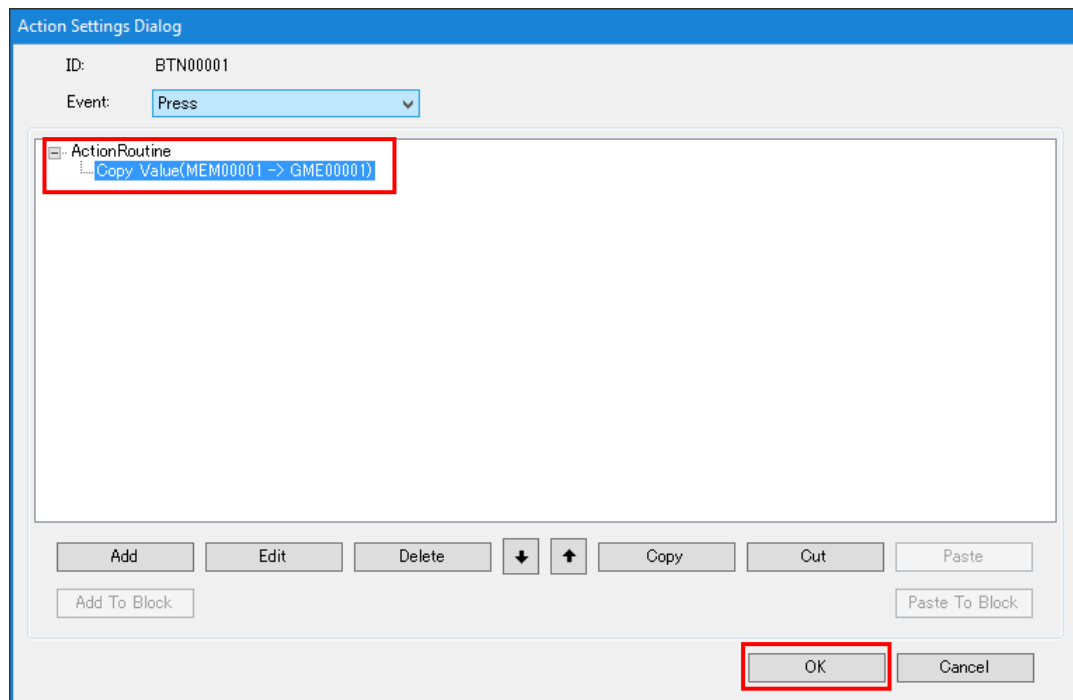 Action Settings Dialog
ID: BTN00001
Event: Press
ActionRoutine
Copy Value(MEM00001 -> GME00001)
Add Edit Delete Copy Cut Paste
Add To Block Paste To Block
OK Cancel